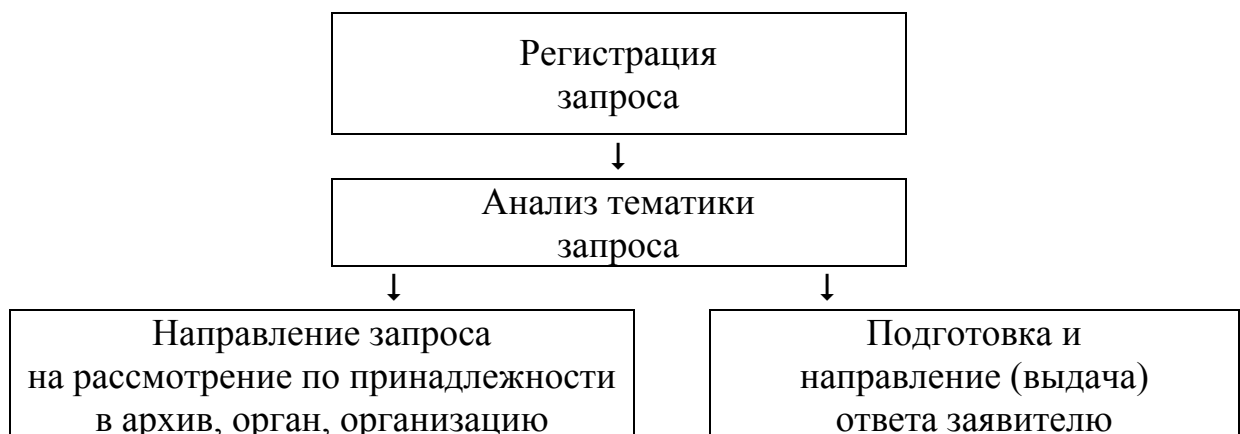 Регистрация
запроса
Анализ тематики
запроса
Направление запроса
на рассмотрение по принадлежности
в архив, орган, организацию
Подготовка и
направление (выдача)
ответа заявителю